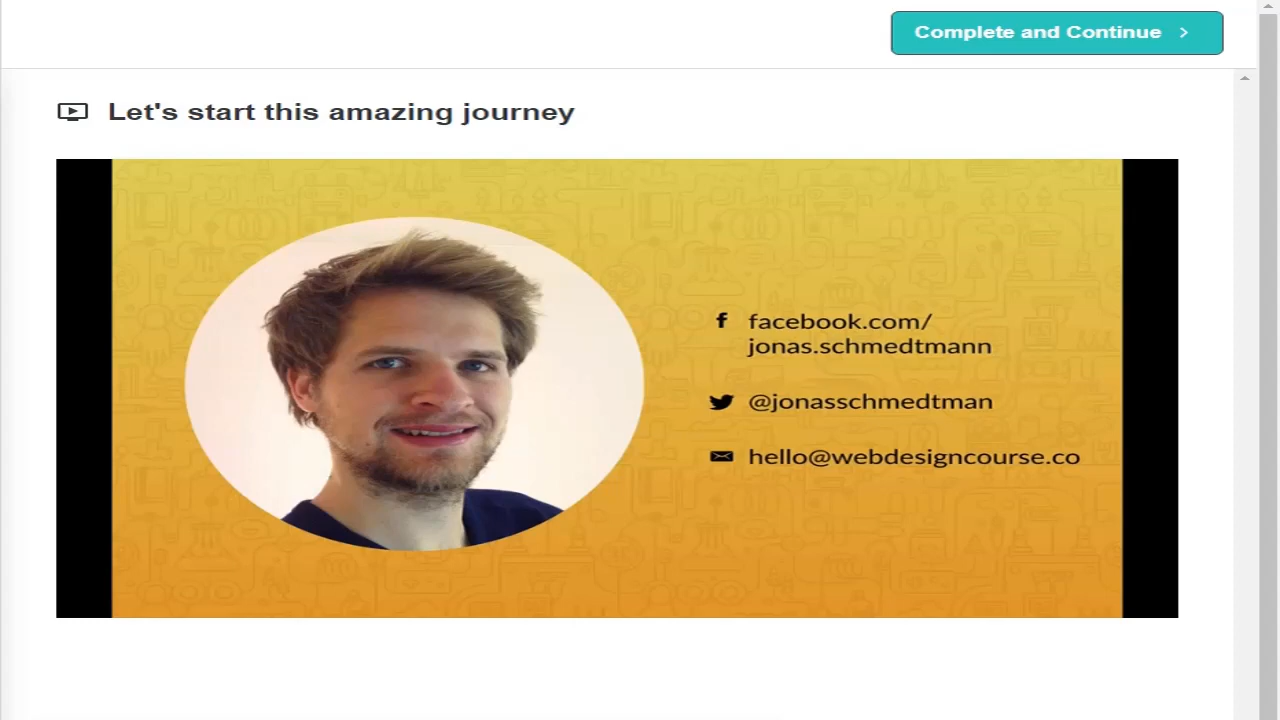 Complete and Continue
Let's start this amazing journey
facebook.com/
jonas.schmedtmann
@jonasschmedtman
hello@webdesigncourse.co